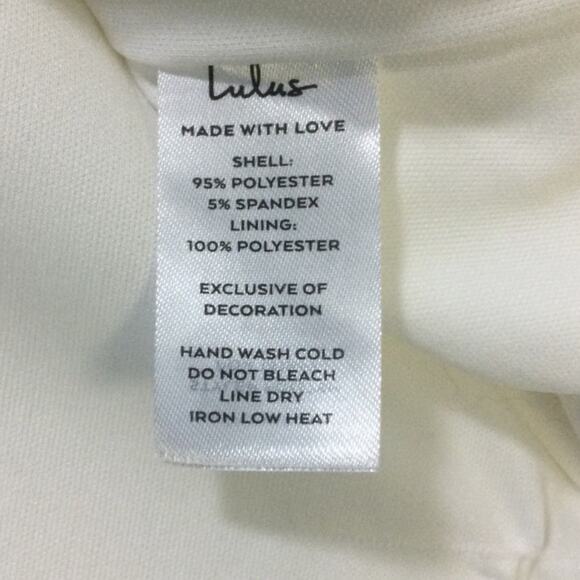 Lulus
MADE WITH LOVE
SHELL:
95% POLYESTER
5% SPANDEX
LINING:
100% POLYESTER
EXCLUSIVE OF
DECORATION
HAND WASH COLD
DO NOT BLEACH
LINE DRY
IRON LOW HEAT